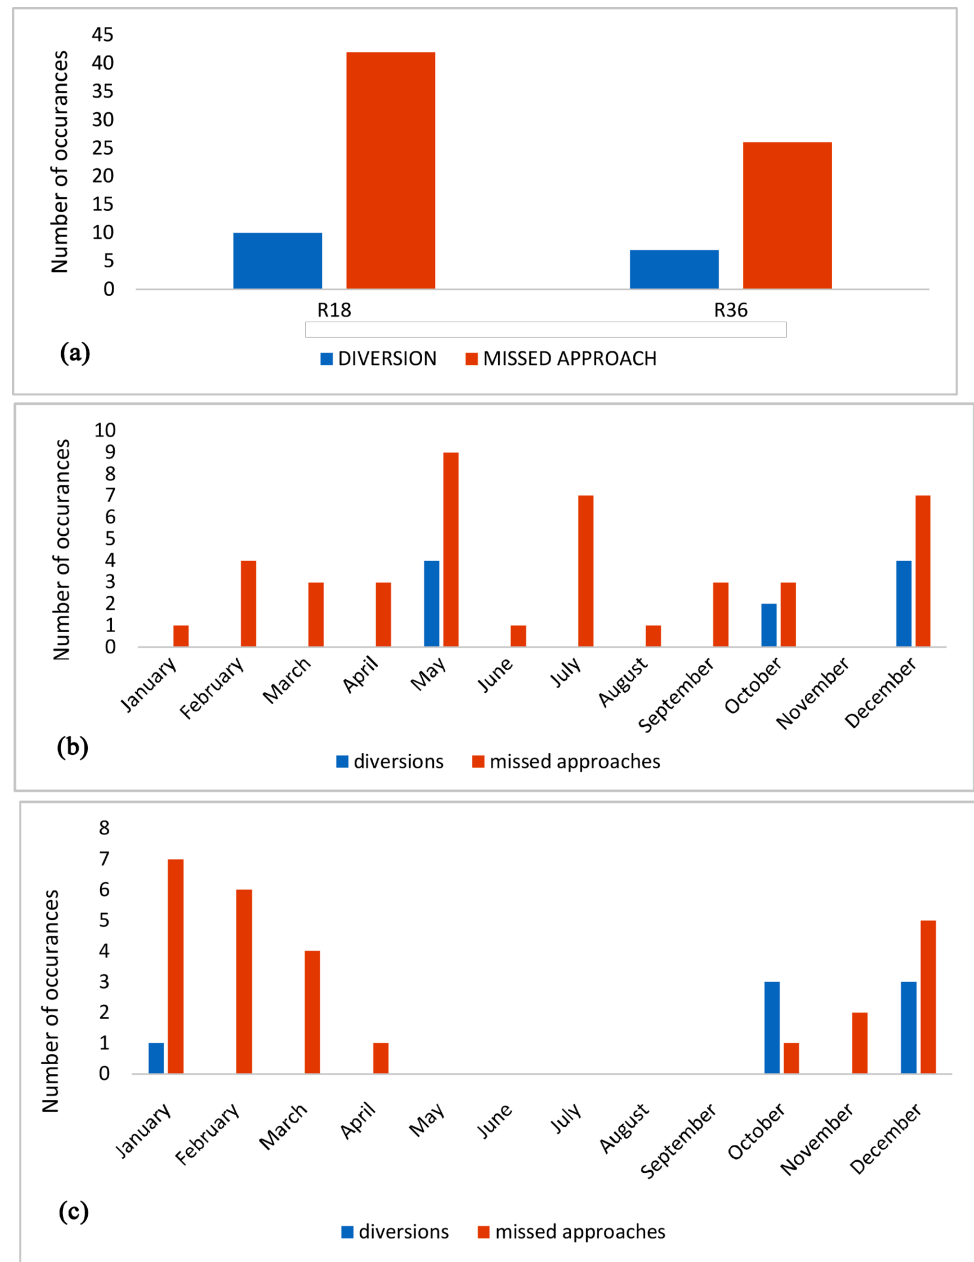 Number of occurances
45
40
35
30
25
20
15
10
5
0
R18 R36
(a)
DIVERSION MISSED APPROACH
Number of occurances
10
9
8
7
6
5
4
3
2
1
0
January February March April May June July August September October November December
(b)
diversions missed approaches
Number of occurances
8
7
6
5
4
3
2
1
0
January February March April May June July August September October November December
(c)
diversions missed approaches